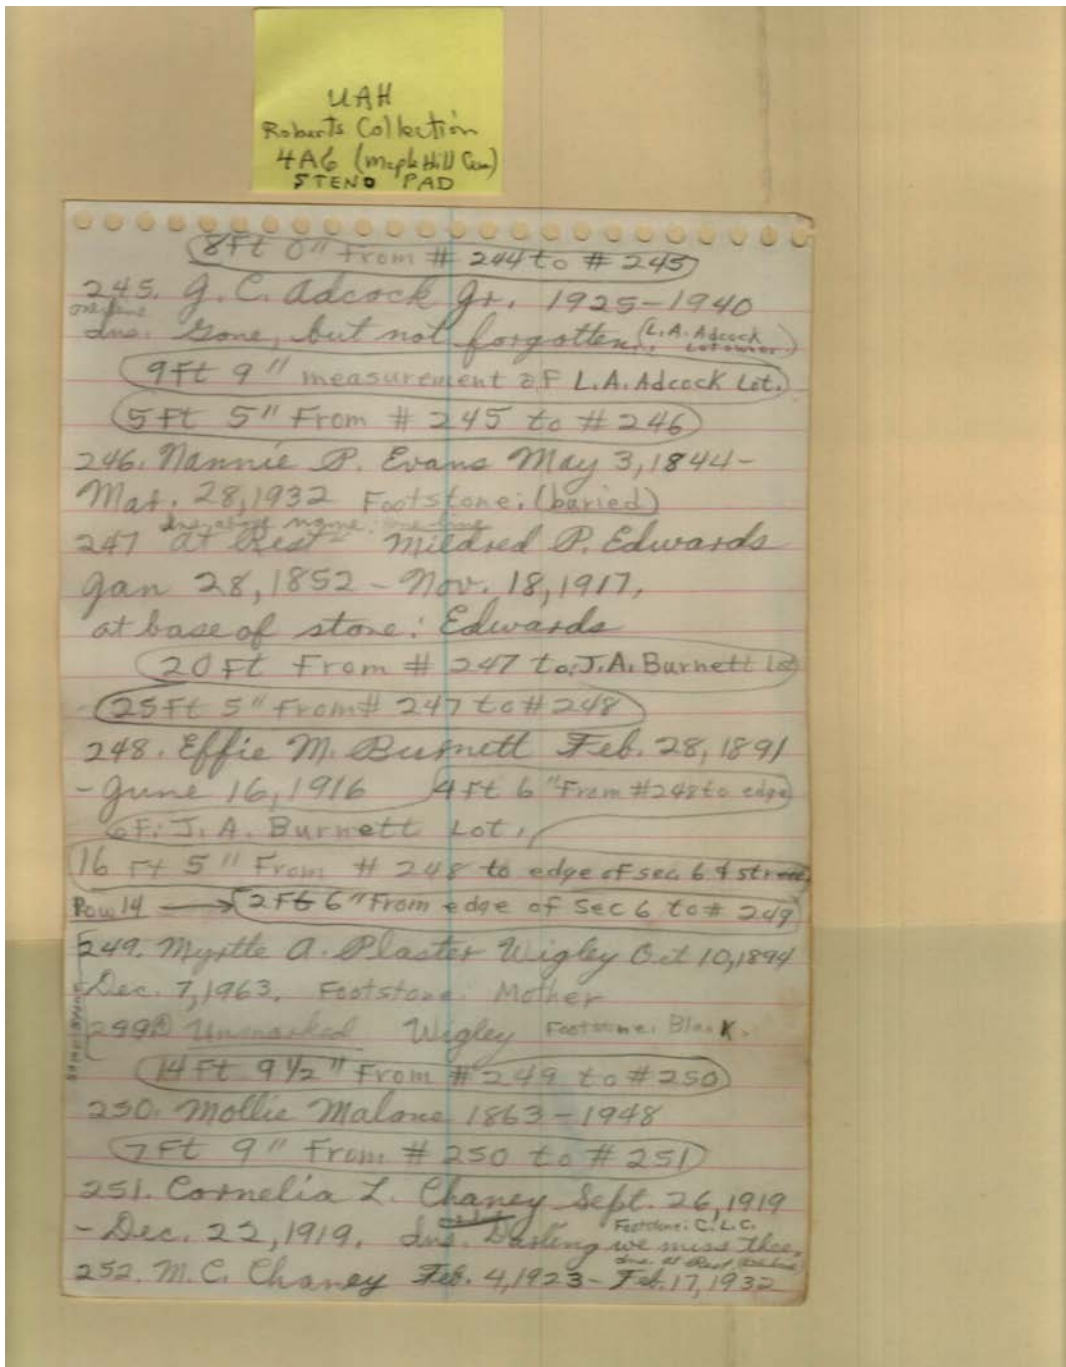 UAH
Roberts Collection
4A6 (Maple Hill Cem)
STENO PAD
8Ft 0" From # 244 to # 245
245. J. C. Adcock Jr. 1925-1940
one line
Ins. Gone, but not forgotten. (L.A. Adcock
Lot owner.)
9Ft 9" measurement of L.A. Adcock Lot.
5Ft 5" From # 245 to # 246
246. Nannie P. Evans May 3, 1844-
Mar. 28, 1932 Footstone: (buried)
Ins. above name: one line
247 At Rest Mildred P. Edwards
Jan 28, 1852 - Nov. 18, 1917,
at base of stone: Edwards
20Ft From # 247 to: J.A. Burnett Lot
25Ft 5" From # 247 to # 248
248. Effie M. Burnett Feb. 28, 1891
- June 16, 1916 4Ft 6" From #248 to edge
of: J. A. Burnett Lot.
16 Ft 5" From # 248 to edge of sec 6 & street
Row 14 → 2Ft 6" From edge of Sec 6 to # 249
249. Myrtle A. Plaster Wigley Oct 10, 1894
Dec. 7, 1963. Footstone. Mother
Unmarked Wigley Footstone: Blank.
14Ft 9 1/2" From # 249 to # 250
250. Mollie Malone 1863-1948
7Ft 9" From # 250 to # 251
251. Cornelia L. Chaney Sept. 26, 1919
Footstone: C.L.C.
- Dec. 22, 1919. Ins. Darling we miss thee.
Ins. At Rest
252. M.C. Chaney Feb. 4, 1923 - Feb. 17, 1932